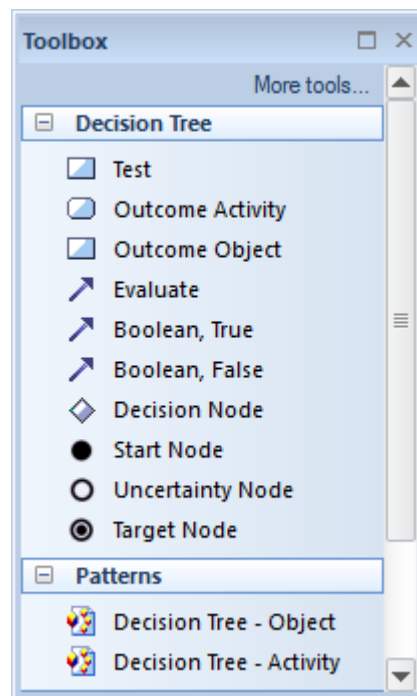 Toolbox
More tools...
Decision Tree
Test
Outcome Activity
Outcome Object
Evaluate
Boolean, True
Boolean, False
Decision Node
Start Node
Uncertainty Node
Target Node
Patterns
Decision Tree - Object
Decision Tree - Activity